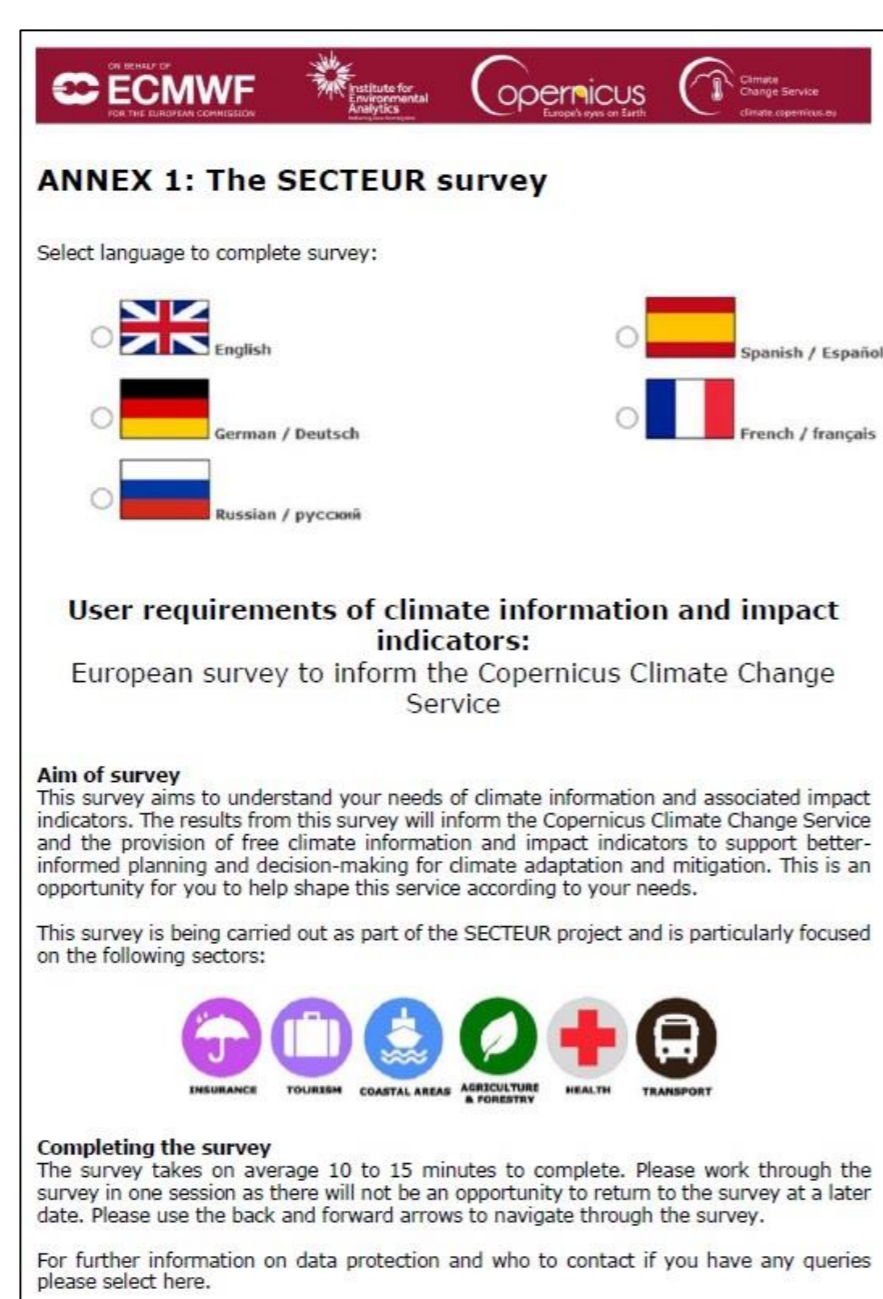 ON BEHALF OF
ECMWF
FOR THE EUROPEAN COMMISSION
Institute for
Environmental
Analytics
Copernicus
Europe's eyes on Earth
Climate
Change Service
climate.copernicus.eu
ANNEX 1: The SECTEUR survey
Select language to complete survey:
English
Spanish / Español
German / Deutsch
French / français
Russian / русский
User requirements of climate information and impact
indicators:
European survey to inform the Copernicus Climate Change
Service
Aim of survey
This survey aims to understand your needs of climate information and associated impact
indicators. The results from this survey will inform the Copernicus Climate Change Service
and the provision of free climate information and impact indicators to support better-
informed planning and decision-making for climate adaptation and mitigation. This is an
opportunity for you to help shape this service according to your needs.
This survey is being carried out as part of the SECTEUR project and is particularly focused
on the following sectors:
INSURANCE
TOURISM
COASTAL AREAS
AGRICULTURE
& FORESTRY
HEALTH
TRANSPORT
Completing the survey
The survey takes on average 10 to 15 minutes to complete. Please work through the
survey in one session as there will not be an opportunity to return to the survey at a later
date. Please use the back and forward arrows to navigate through the survey.
For further information on data protection and who to contact if you have any queries
please select here.